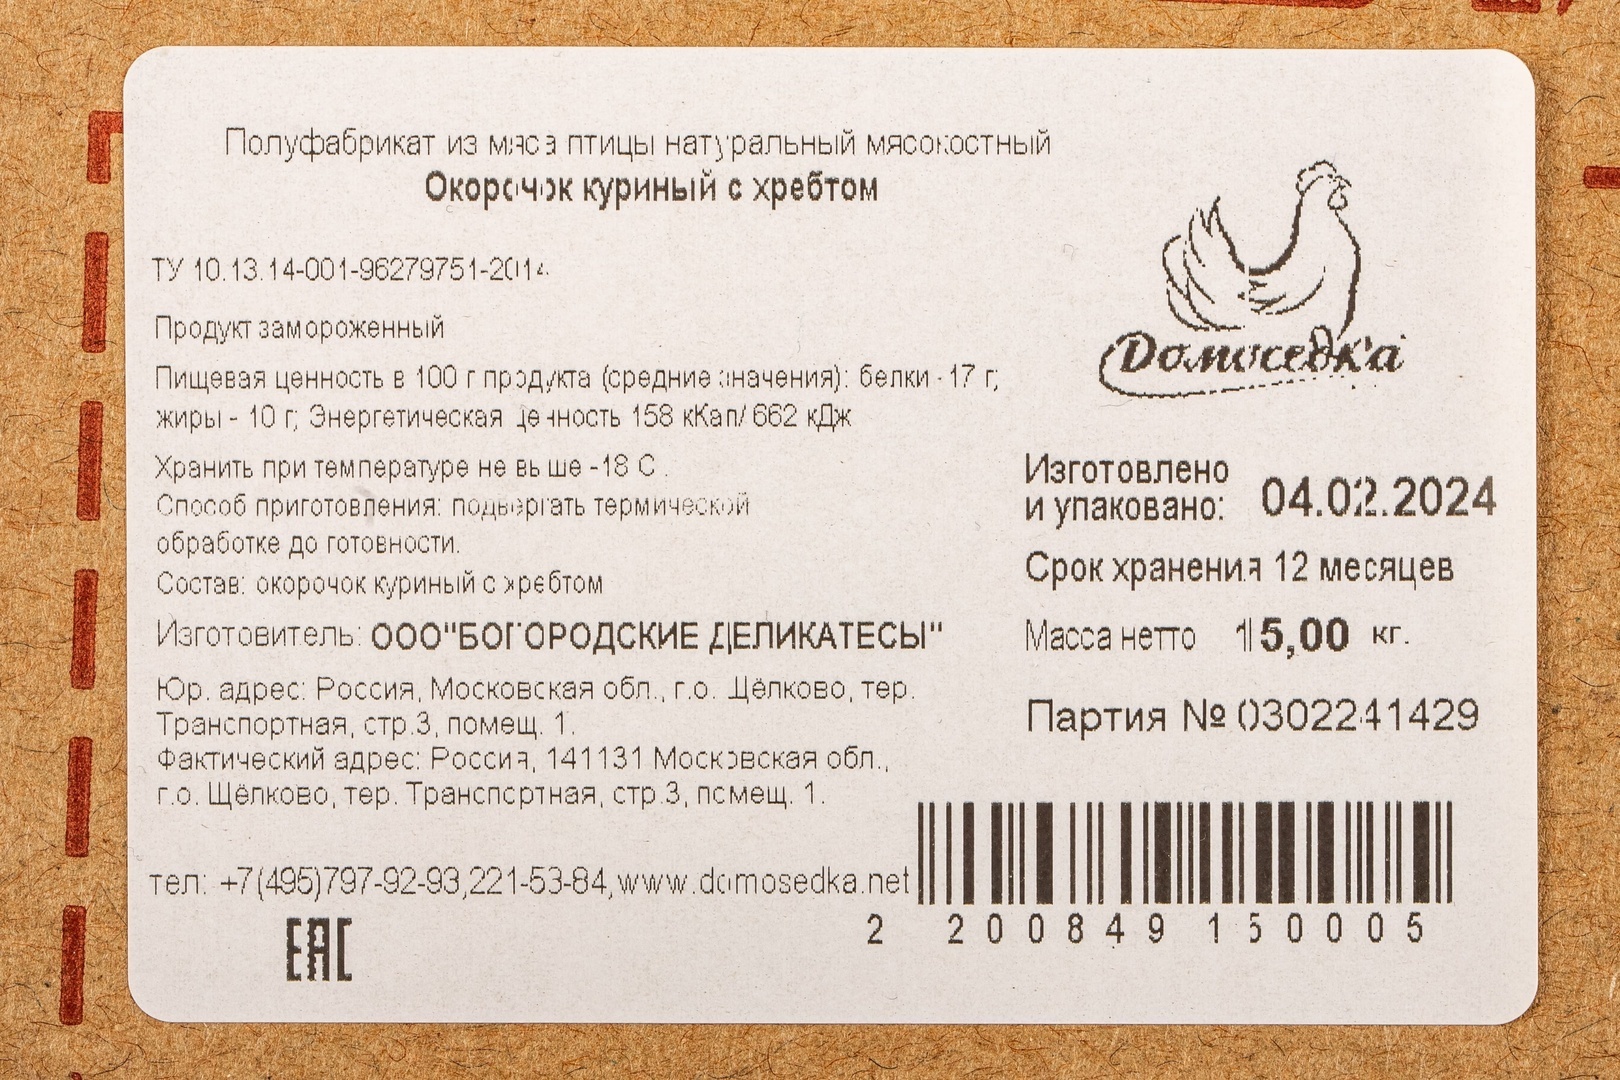 Полуфабрикат из мяса птицы натуральный мясокостный
Окорочок куриный с хребтом
ТУ 10.13.14-001-96279751-2014
Продукт замороженный
Пищевая ценность в 100 г продукта (средние значения): белки - 17 г;
жиры - 10 г; Энергетическая ценность 158 кКал/ 662 кДж
Хранить при температуре не выше -18 С .
Способ приготовления: подвергать термической
обработке до готовности.
Состав: окорочок куриный с хребтом
Изготовитель: ООО"БОГОРОДСКИЕ ДЕЛИКАТЕСЫ"
Юр. адрес: Россия, Московская обл., г.о. Щёлково, тер.
Транспортная, стр.3, помещ. 1.
Фактический адрес: Россия, 141131 Московская обл.,
г.о. Щёлково, тер. Транспортная, стр.3, помещ. 1.
тел: +7(495)797-92-93,221-53-84,www.domosedka.net
EAC
Домоседка
Изготовлено
и упаковано: 04.02.2024
Срок хранения 12 месяцев
Масса нетто 15,00 кг.
Партия № 0302241429
2 200849 150005